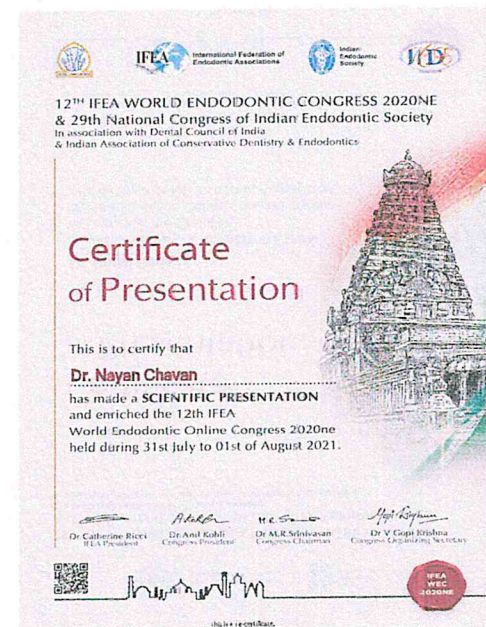 IFEA
International Federation of
Endodontic Associations
Indian
Endodontic
Society
12TH IFEA WORLD ENDODONTIC CONGRESS 2020NE
& 29th National Congress of Indian Endodontic Society
In association with Dental Council of India
& Indian Association of Conservative Dentistry & Endodontics
Certificate
of Presentation
This is to certify that
Dr. Nayan Chavan
has made a SCIENTIFIC PRESENTATION
and enriched the 12th IFEA
World Endodontic Online Congress 2020ne
held during 31st July to 01st of August 2021.
Dr Catherine Ricci
IFEA President
Dr Anil Kohli
Congress President
Dr M.R.Srinivasan
Congress Chairman
Dr V Gopi Krishna
Congress Organizing Secretary
IFEA
WEC
2020NE